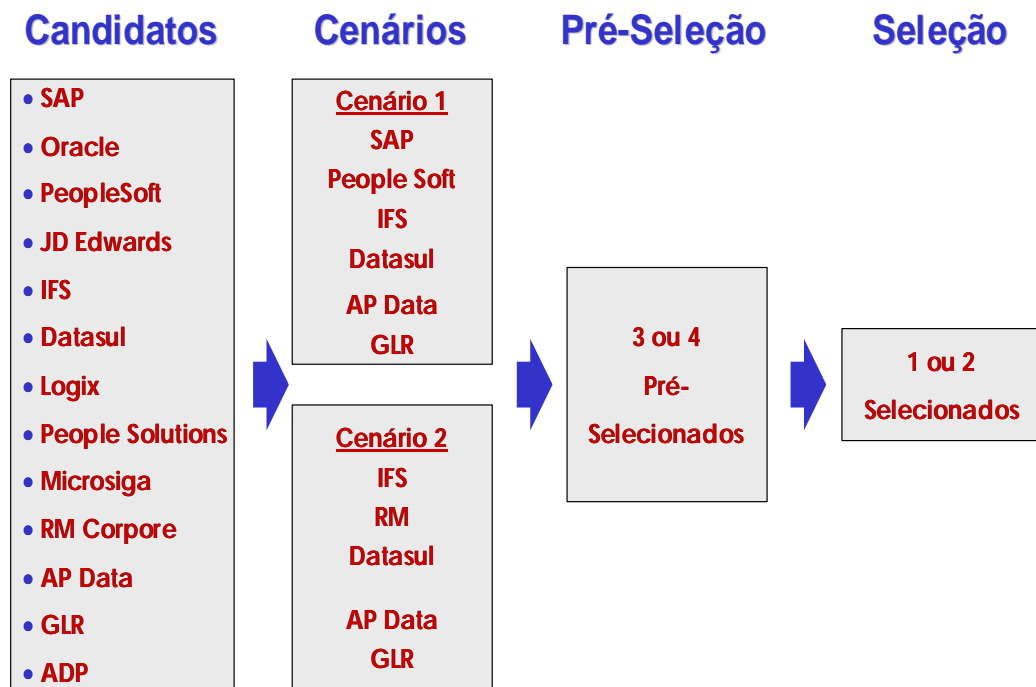 Candidatos
• SAP
• Oracle
• PeopleSoft
• JD Edwards
• IFS
• Datasul
• Logix
• People Solutions
• Microsiga
• RM Corpore
• AP Data
• GLR
• ADP
Cenários
Cenário 1
SAP
People Soft
IFS
Datasul
AP Data
GLR
Cenário 2
IFS
RM
Datasul
AP Data
GLR
Pré-Seleção
3 ou 4
Pré-
Selecionados
Seleção
1 ou 2
Selecionados